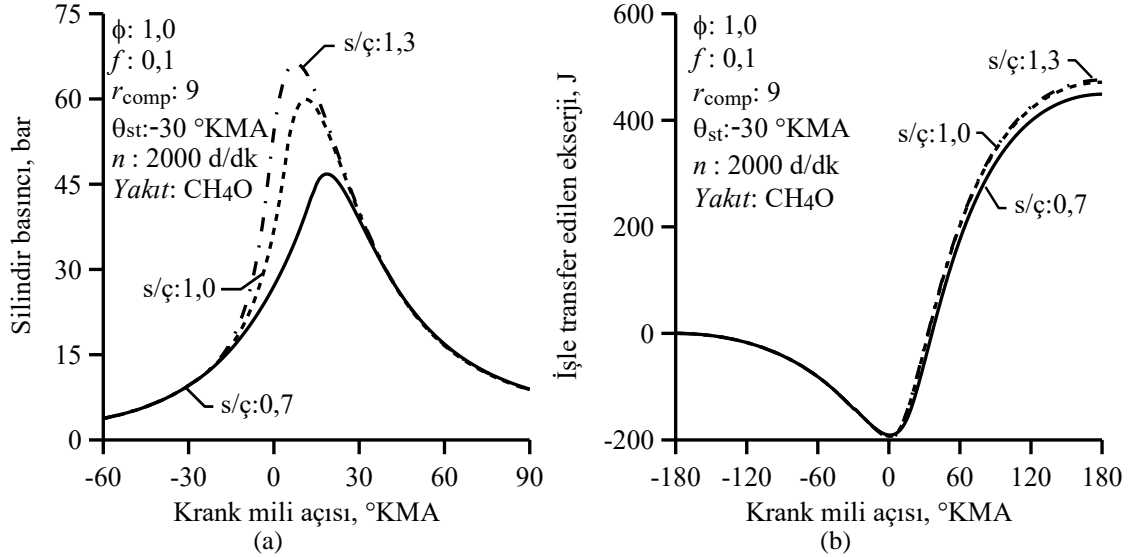 75
60
45
30
15
0
-60
-30
0
30
60
90
Silindir basıncı, bar
Krank mili açısı, °KMA
ϕ: 1,0
f : 0,1
rcomp: 9
θst:-30 °KMA
n : 2000 d/dk
Yakıt: CH4O
s/ç:1,3
s/ç:1,0
s/ç:0,7
(a)
600
400
200
0
-200
-180
-120
-60
0
60
120
180
İşle transfer edilen ekserji, J
Krank mili açısı, °KMA
ϕ: 1,0
f : 0,1
rcomp: 9
θst:-30 °KMA
n : 2000 d/dk
Yakıt: CH4O
s/ç:1,3
s/ç:1,0
s/ç:0,7
(b)